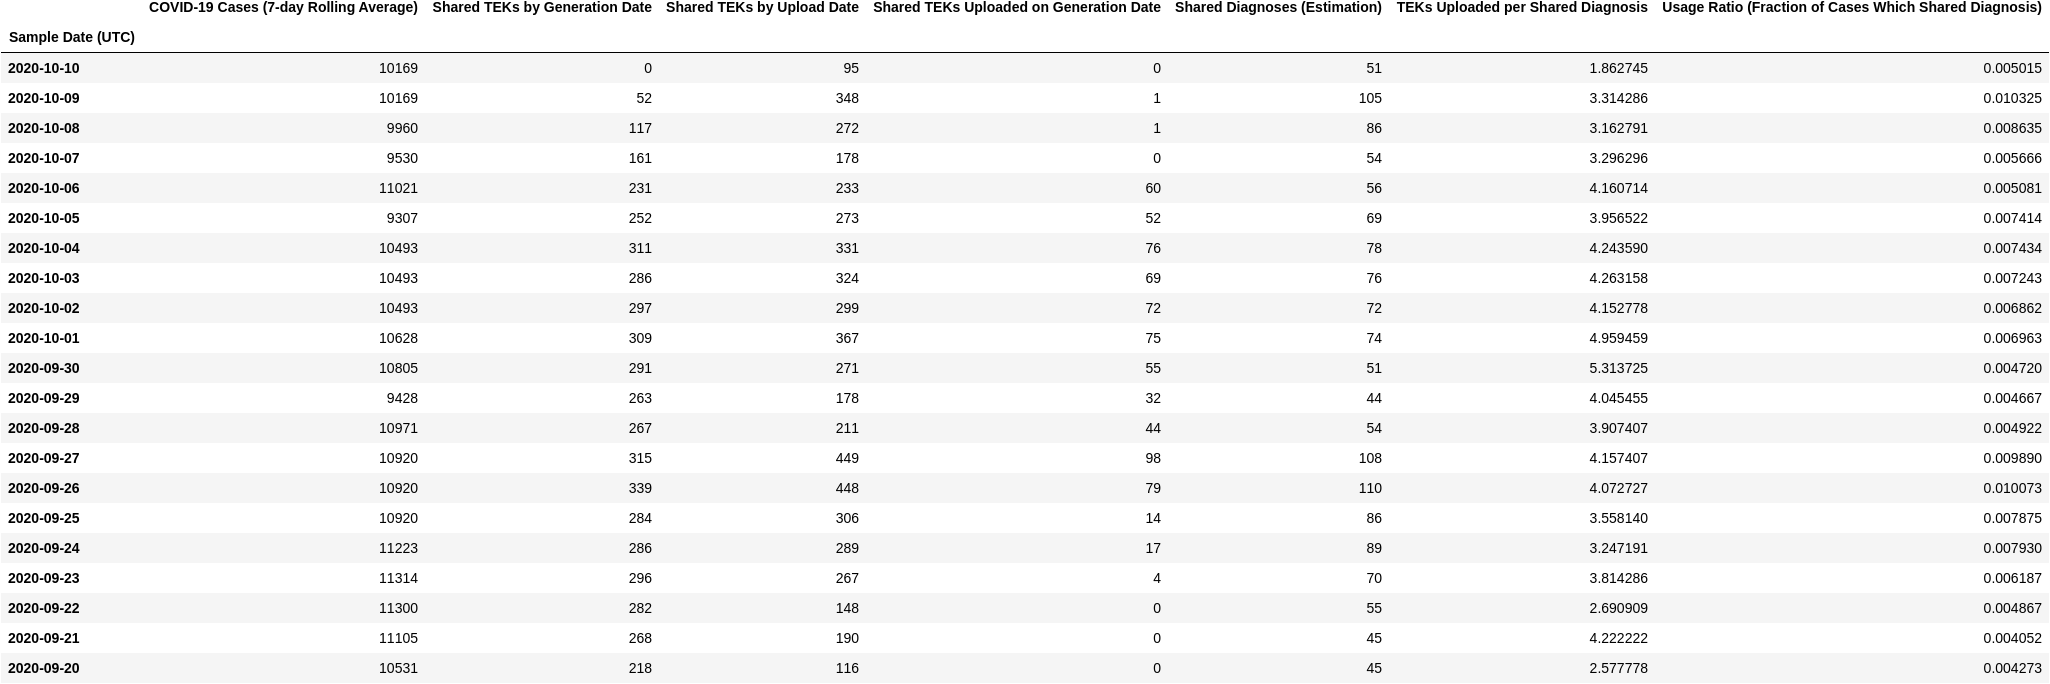 COVID-19 Cases (7-day Rolling Average) Shared TEKs by Generation Date Shared TEKs by Upload Date Shared TEKs Uploaded on Generation Date Shared Diagnoses (Estimation) TEKs Uploaded per Shared Diagnosis Usage Ratio (Fraction of Cases Which Shared Diagnosis)
Sample Date (UTC)
2020-10-10 10169 0 95 0 51 1.862745 0.005015
2020-10-09 10169 52 348 1 105 3.314286 0.010325
2020-10-08 9960 117 272 1 86 3.162791 0.008635
2020-10-07 9530 161 178 0 54 3.296296 0.005666
2020-10-06 11021 231 233 60 56 4.160714 0.005081
2020-10-05 9307 252 273 52 69 3.956522 0.007414
2020-10-04 10493 311 331 76 78 4.243590 0.007434
2020-10-03 10493 286 324 69 76 4.263158 0.007243
2020-10-02 10493 297 299 72 72 4.152778 0.006862
2020-10-01 10628 309 367 75 74 4.959459 0.006963
2020-09-30 10805 291 271 55 51 5.313725 0.004720
2020-09-29 9428 263 178 32 44 4.045455 0.004667
2020-09-28 10971 267 211 44 54 3.907407 0.004922
2020-09-27 10920 315 449 98 108 4.157407 0.009890
2020-09-26 10920 339 448 79 110 4.072727 0.010073
2020-09-25 10920 284 306 14 86 3.558140 0.007875
2020-09-24 11223 286 289 17 89 3.247191 0.007930
2020-09-23 11314 296 267 4 70 3.814286 0.006187
2020-09-22 11300 282 148 0 55 2.690909 0.004867
2020-09-21 11105 268 190 0 45 4.222222 0.004052
2020-09-20 10531 218 116 0 45 2.577778 0.004273